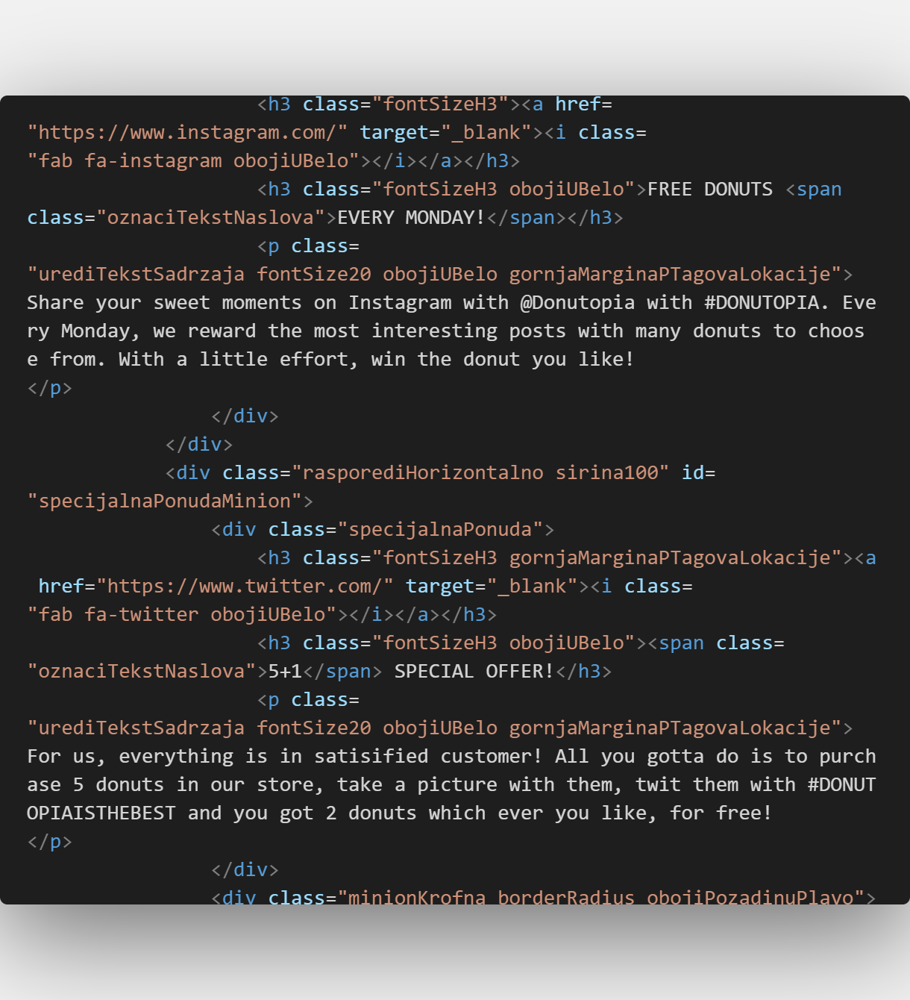 <h3 class="fontSizeH3"><a href=
"https://www.instagram.com/" target="_blank"><i class=
"fab fa-instagram obojiUBelo"></i></a></h3>
<h3 class="fontSizeH3 obojiUBelo">FREE DONUTS <span
class="oznaciTekstNaslova">EVERY MONDAY!</span></h3>
<p class=
"urediTekstSadrzaja fontSize20 obojiUBelo gornjaMarginaPTagovaLokacije">
Share your sweet moments on Instagram with @Donutopia with #DONUTOPIA. Eve
ry Monday, we reward the most interesting posts with many donuts to choos
e from. With a little effort, win the donut you like!
</p>
</div>
</div>
<div class="rasporediHorizontalno sirina100" id=
"specijalnaPonudaMinion">
<div class="specijalnaPonuda">
<h3 class="fontSizeH3 gornjaMarginaPTagovaLokacije"><a
href="https://www.twitter.com/" target="_blank"><i class=
"fab fa-twitter obojiUBelo"></i></a></h3>
<h3 class="fontSizeH3 obojiUBelo"><span class=
"oznaciTekstNaslova">5+1</span> SPECIAL OFFER!</h3>
<p class=
"urediTekstSadrzaja fontSize20 obojiUBelo gornjaMarginaPTagovaLokacije">
For us, everything is in satisified customer! All you gotta do is to purch
ase 5 donuts in our store, take a picture with them, twit them with #DONUT
OPIAISTHEBEST and you got 2 donuts which ever you like, for free!
</p>
</div>
<div class="minionKrofna borderRadius obojiPozadinuPlavo">